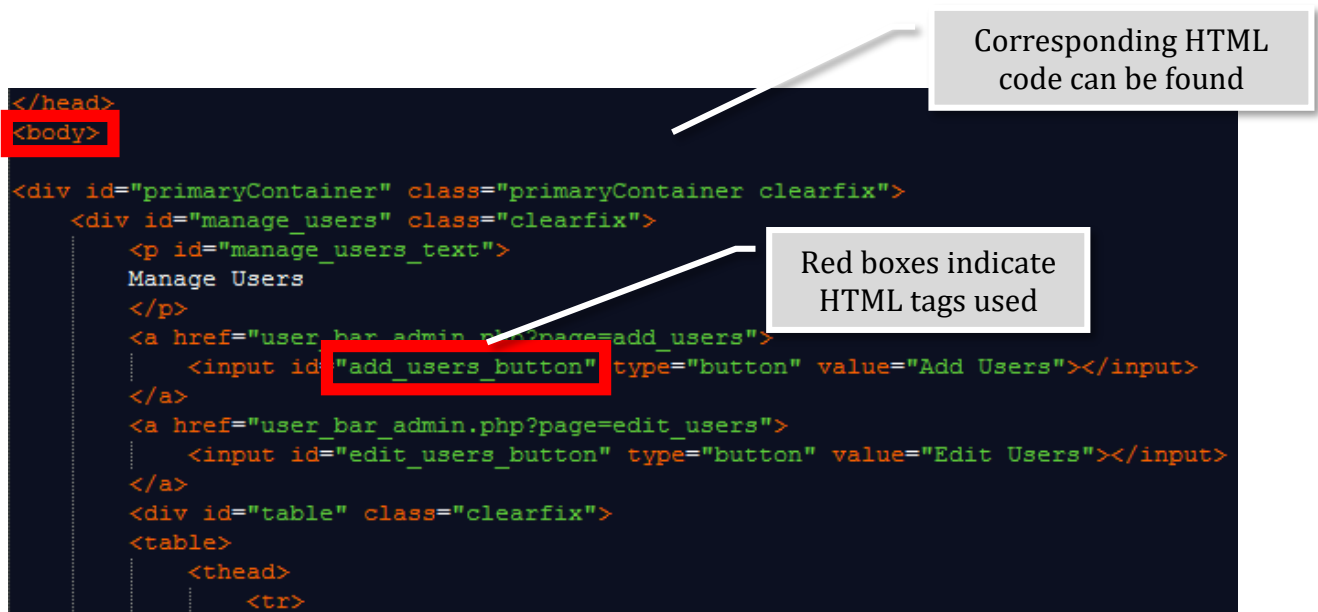 Corresponding HTML
code can be found
</head>
<body>
<div id="primaryContainer" class="primaryContainer clearfix">
<div id="manage_users" class="clearfix">
<p id="manage_users_text">
Manage Users
</p>
Red boxes indicate
HTML tags used
<a href="user_bar_admin.php?page=add_users">
<input id="add_users_button" type="button" value="Add Users"></input>
</a>
<a href="user_bar_admin.php?page=edit_users">
<input id="edit_users_button" type="button" value="Edit Users"></input>
</a>
<div id="table" class="clearfix">
<table>
<thead>
<tr>